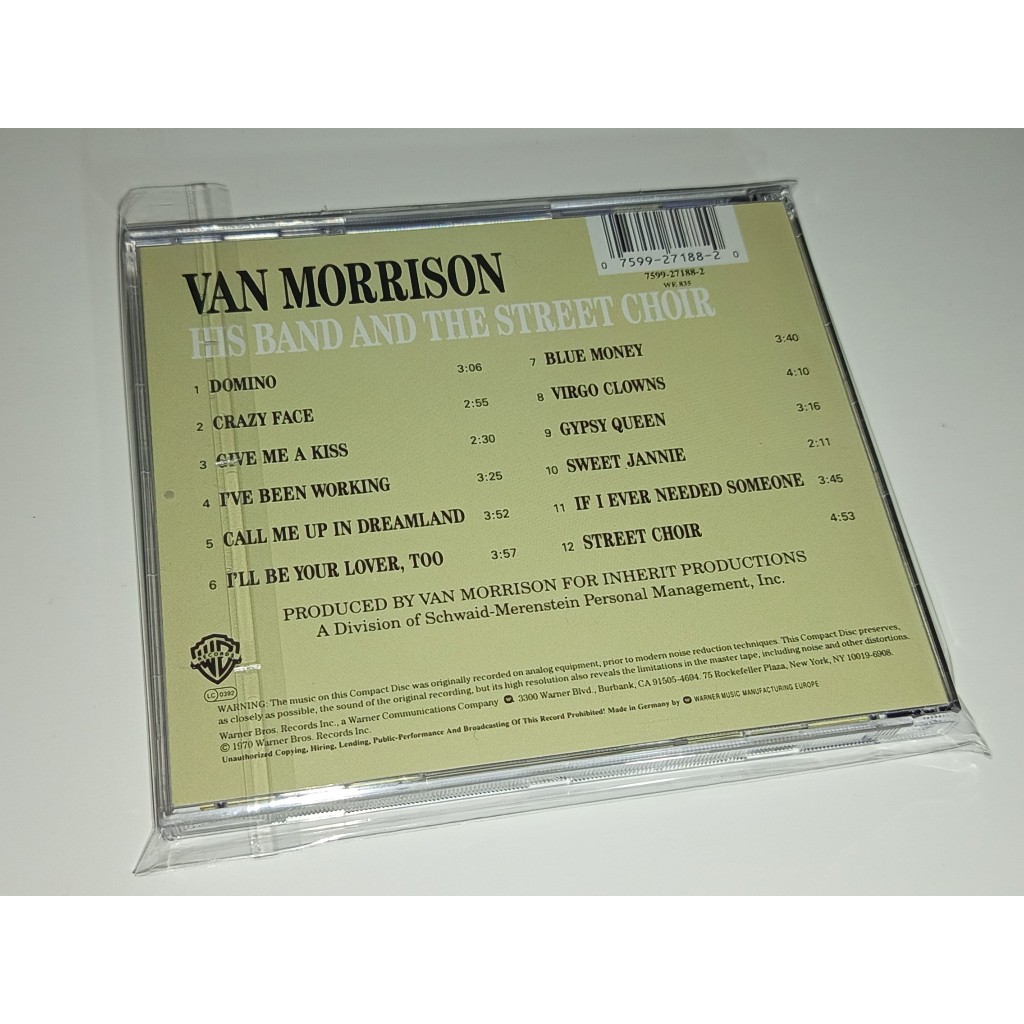 0 7599-27188-2 0
7599-27188-2
WE 835
VAN MORRISON
HIS BAND AND THE STREET CHOIR
1 DOMINO 3:06
2 CRAZY FACE 2:55
3 GIVE ME A KISS 2:30
4 I'VE BEEN WORKING 3:25
5 CALL ME UP IN DREAMLAND 3:52
6 I'LL BE YOUR LOVER, TOO 3:57
7 BLUE MONEY 3:40
8 VIRGO CLOWNS 4:10
9 GYPSY QUEEN 3:16
10 SWEET JANNIE 2:11
11 IF I EVER NEEDED SOMEONE 3:45
12 STREET CHOIR 4:53
PRODUCED BY VAN MORRISON FOR INHERIT PRODUCTIONS
A Division of Schwaid-Merenstein Personal Management, Inc.
RECORDS
LC 0392
WARNING: The music on this Compact Disc was originally recorded on analog equipment, prior to modern noise reduction techniques. This Compact Disc preserves,
as closely as possible, the sound of the original recording, but its high resolution also reveals the limitations in the master tape, including noise and other distortions.
Warner Bros. Records Inc., a Warner Communications Company 3300 Warner Blvd., Burbank, CA 91505-4694. 75 Rockefeller Plaza, New York, NY 10019-6908.
© 1970 Warner Bros. Records Inc. Made in Germany by WARNER MUSIC MANUFACTURING EUROPE
Unauthorized Copying, Hiring, Lending, Public-Performance And Broadcasting Of This Record Prohibited!